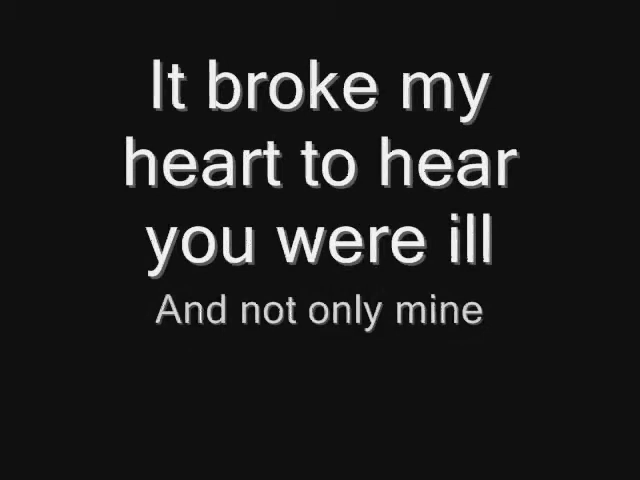 It broke my
heart to hear
you were ill
And not only mine